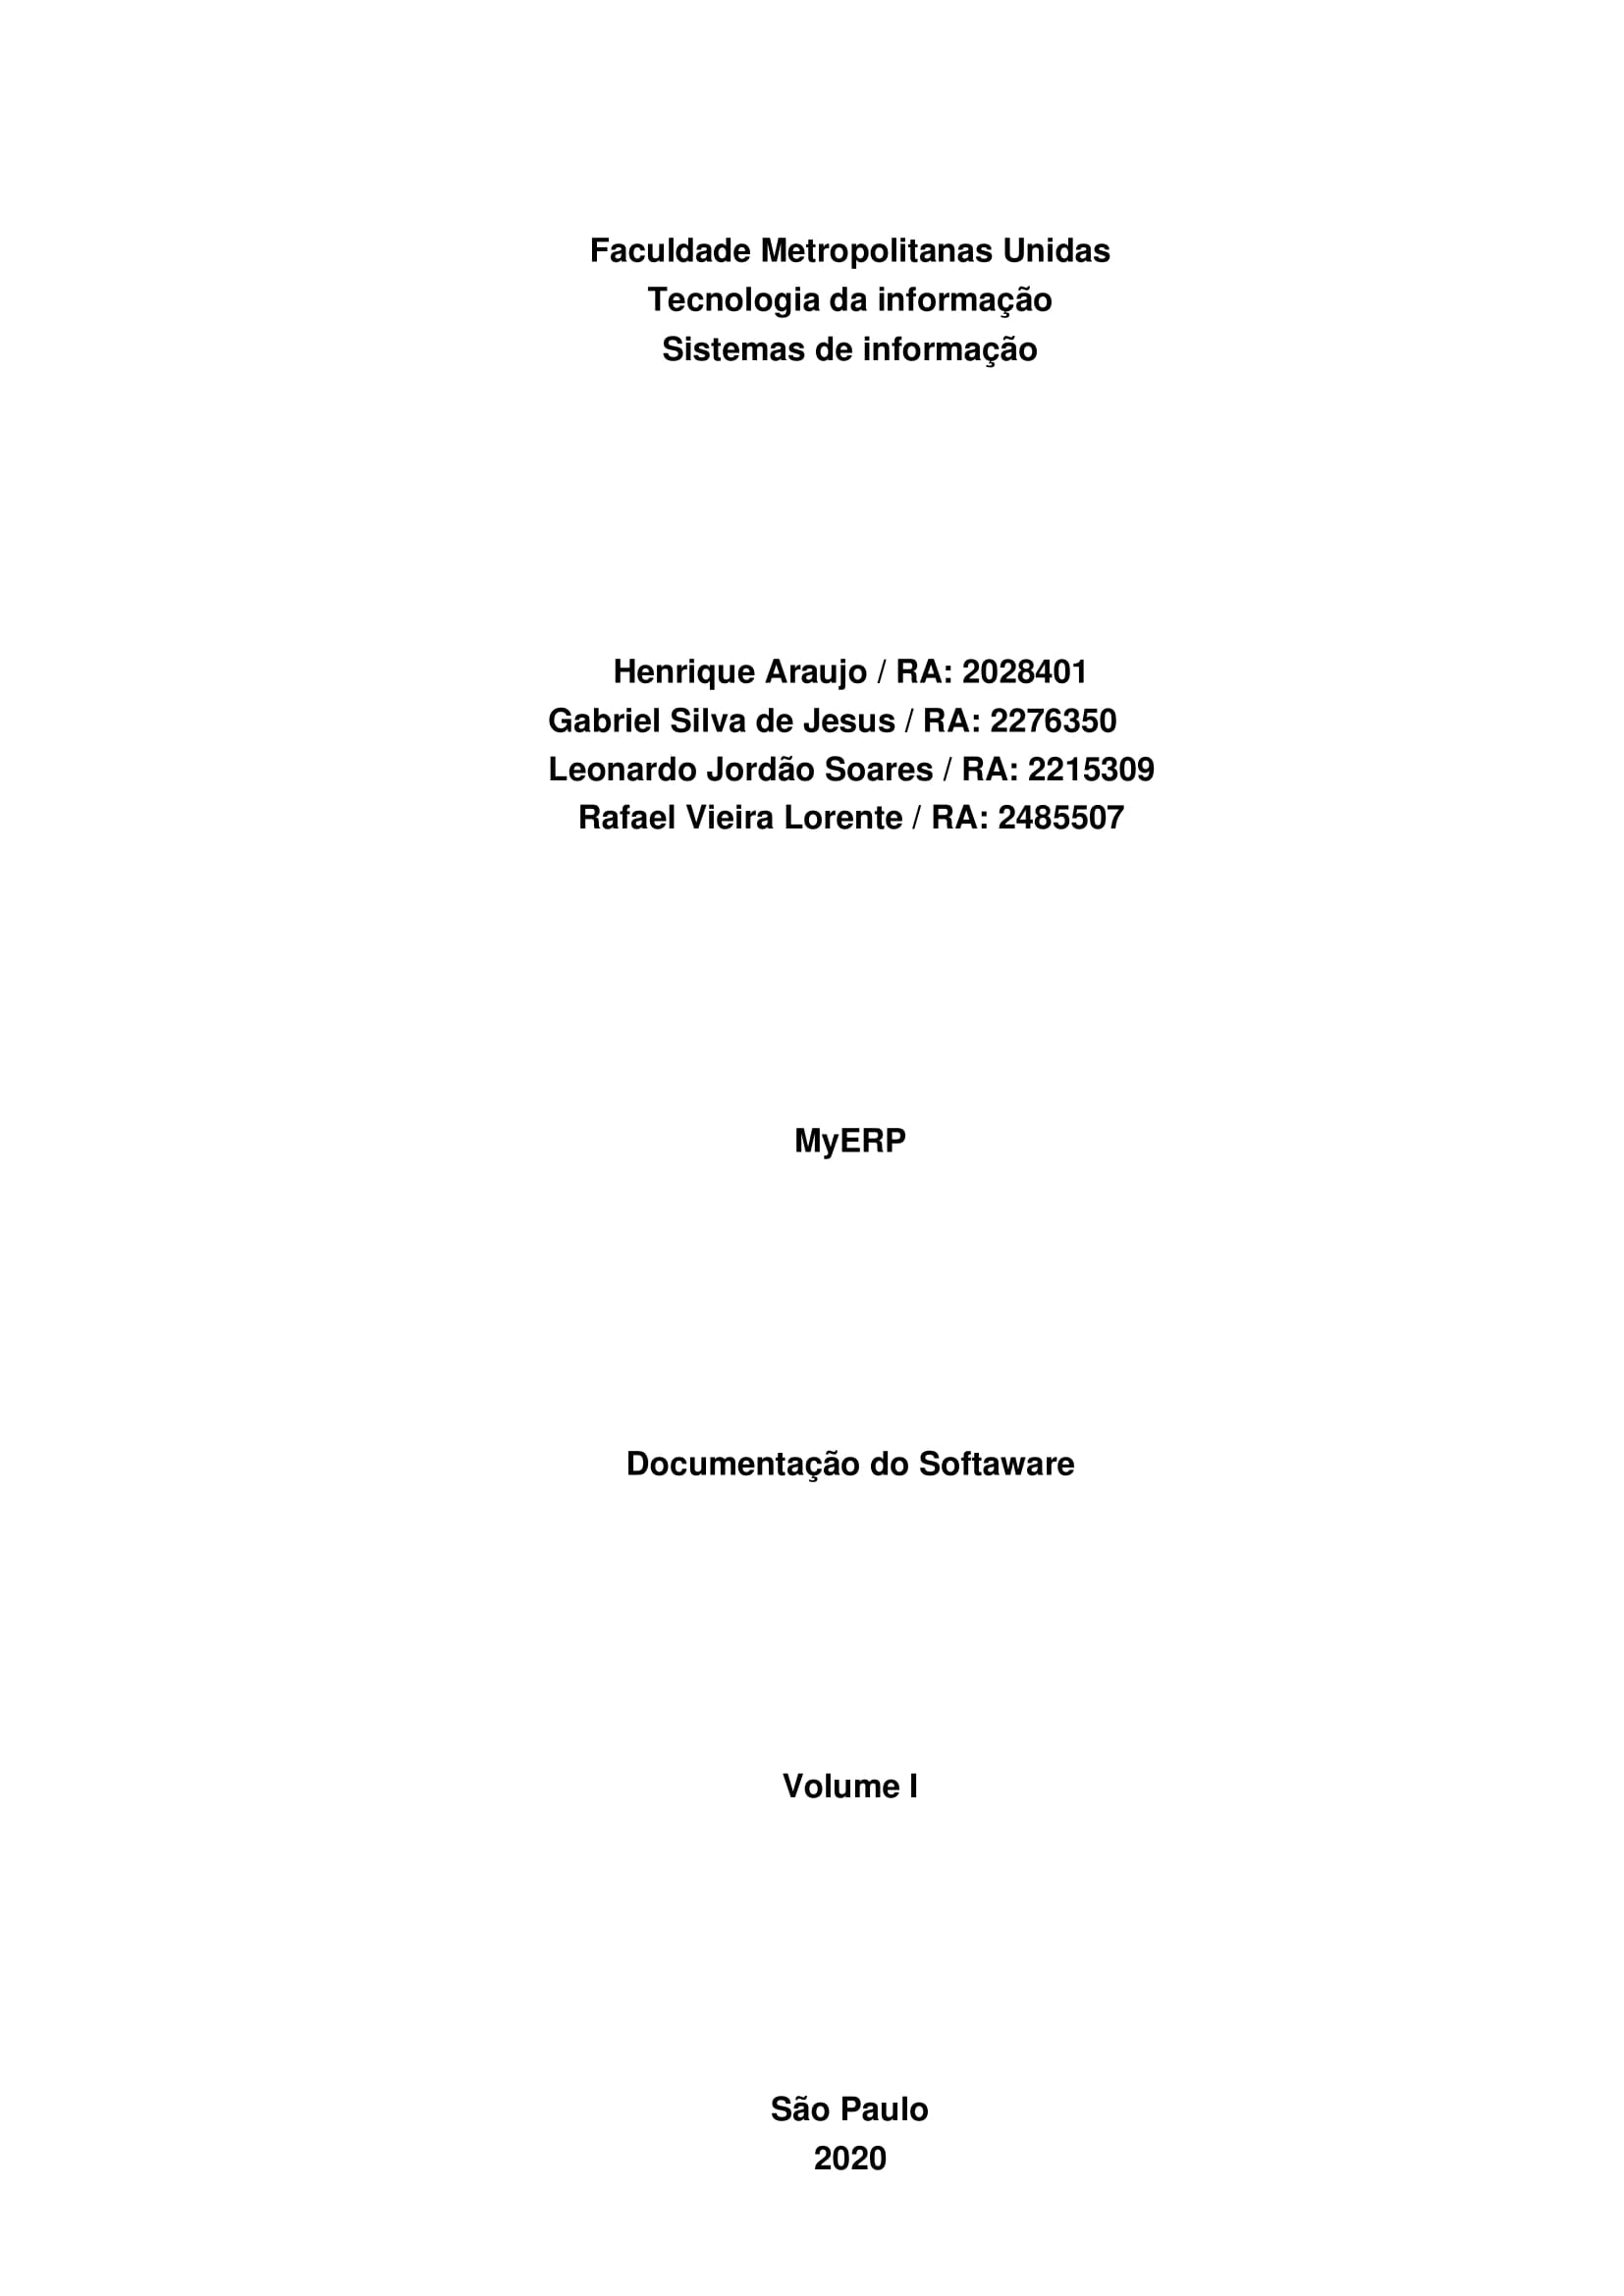 Faculdade Metropolitanas Unidas
Tecnologia da informação
Sistemas de informação
Henrique Araujo / RA: 2028401
Gabriel Silva de Jesus / RA: 2276350
Leonardo Jordão Soares / RA: 2215309
Rafael Vieira Lorente / RA: 2485507
MyERP
Documentação do Softaware
Volume I
São Paulo
2020